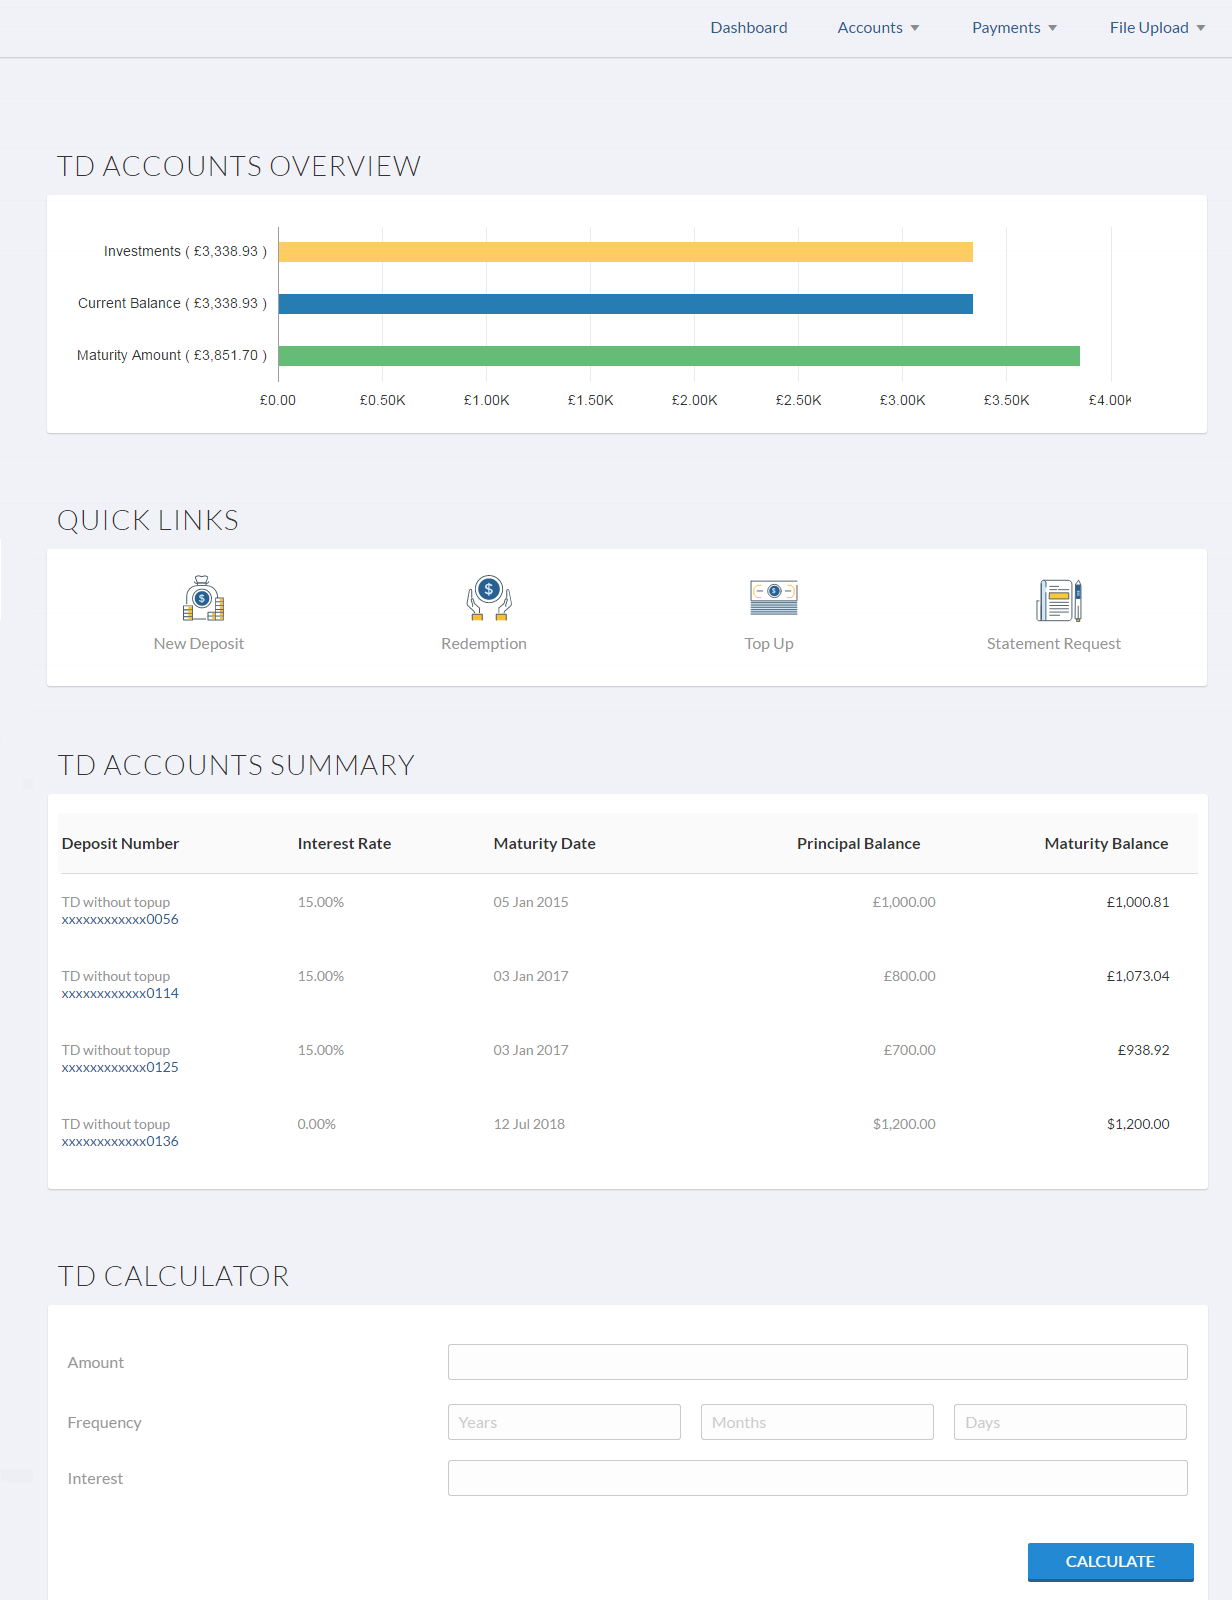 Dashboard Accounts Payments File Upload
TD ACCOUNTS OVERVIEW
Investments ( £3,338.93 )
Current Balance ( £3,338.93 )
Maturity Amount ( £3,851.70 )
£0.00 £0.50K £1.00K £1.50K £2.00K £2.50K £3.00K £3.50K £4.00K
QUICK LINKS
New Deposit Redemption Top Up Statement Request
TD ACCOUNTS SUMMARY
Deposit Number Interest Rate Maturity Date Principal Balance Maturity Balance
TD without topup 15.00% 05 Jan 2015 £1,000.00 £1,000.81
xxxxxxxxxxxx0056
TD without topup 15.00% 03 Jan 2017 £800.00 £1,073.04
xxxxxxxxxxxx0114
TD without topup 15.00% 03 Jan 2017 £700.00 £938.92
xxxxxxxxxxxx0125
TD without topup 0.00% 12 Jul 2018 $1,200.00 $1,200.00
xxxxxxxxxxxx0136
TD CALCULATOR
Amount
Frequency Years Months Days
Interest
CALCULATE